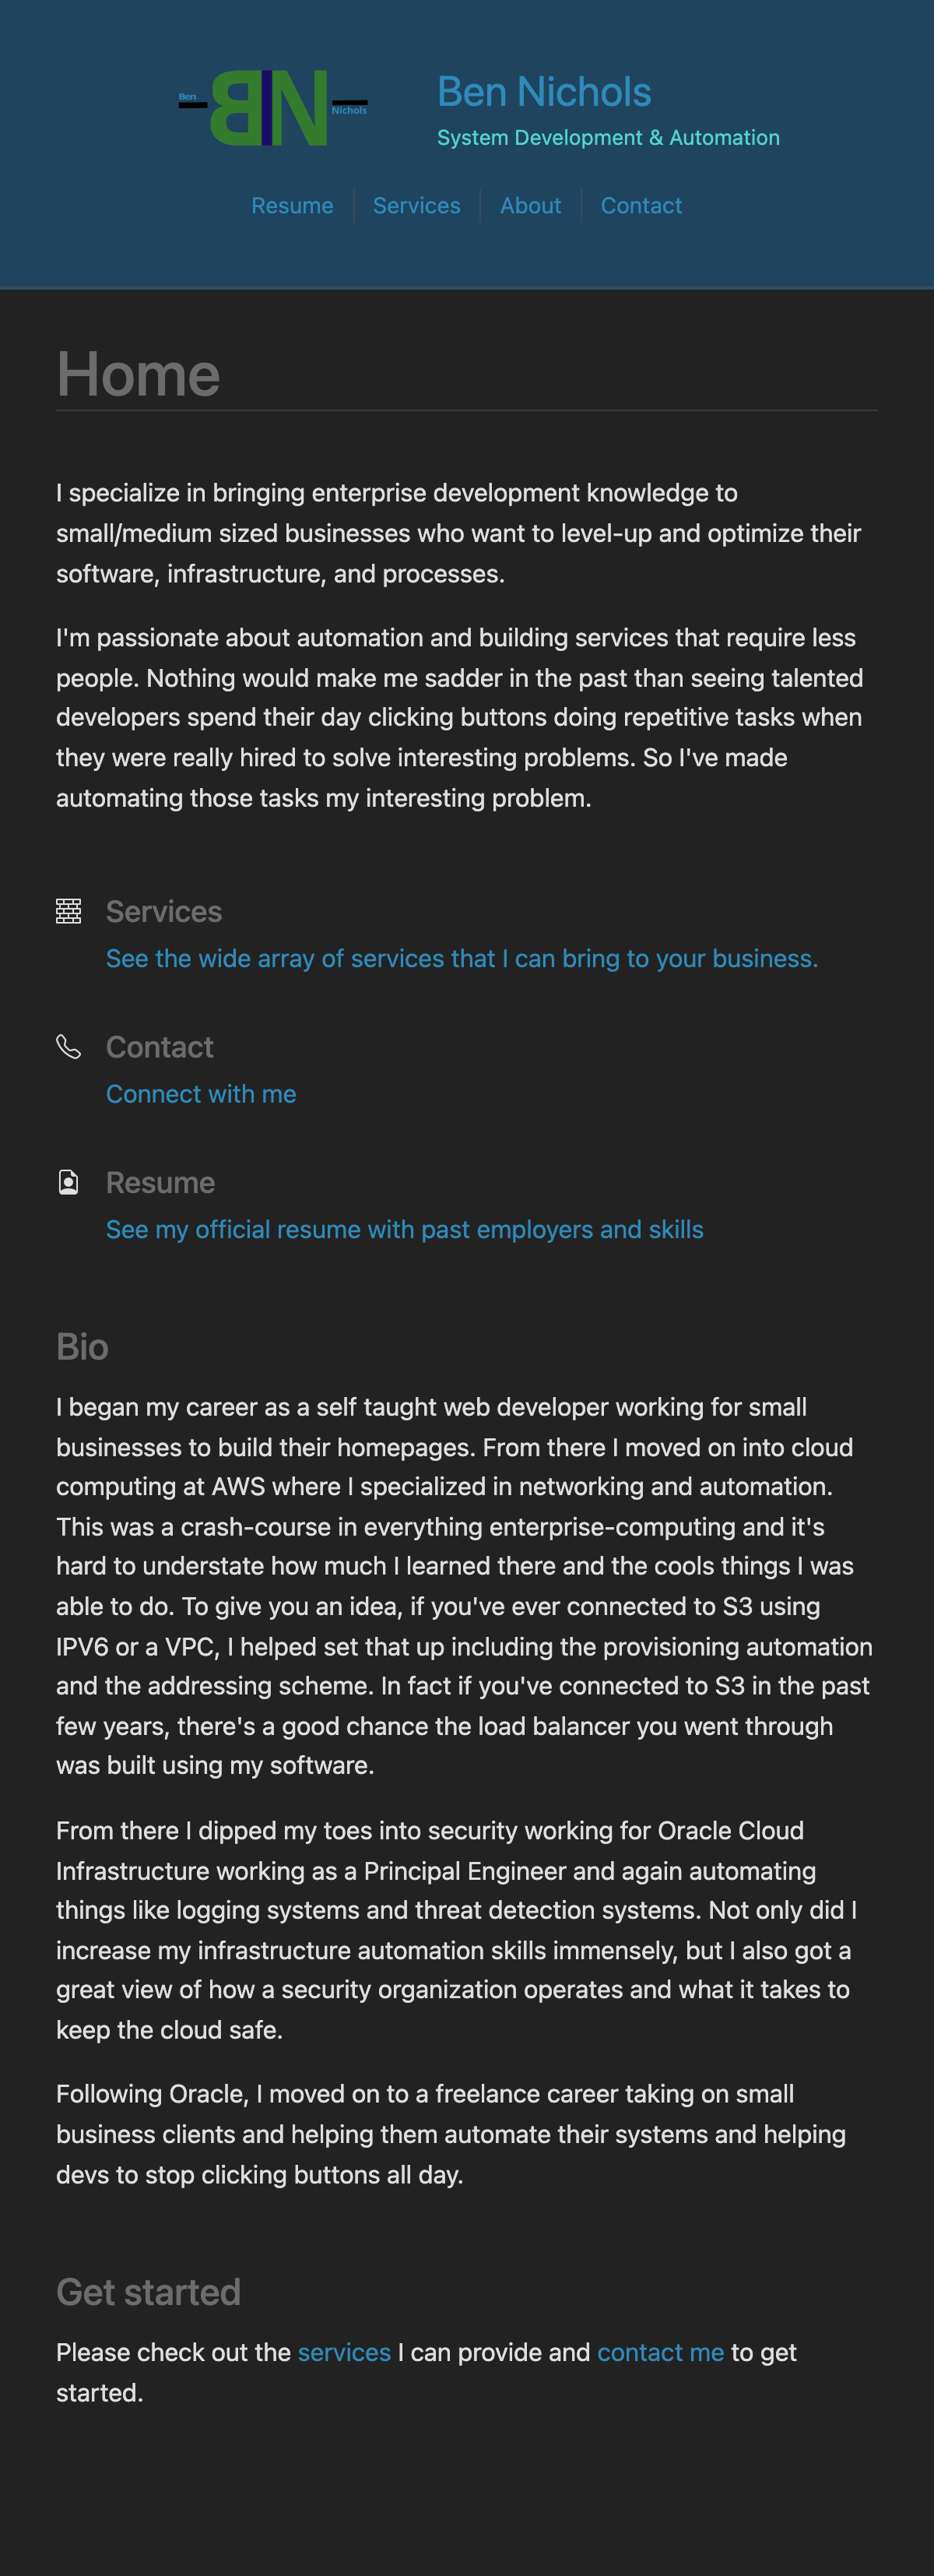 Ben
BN
Nichols
Ben Nichols
System Development & Automation
Resume
Services
About
Contact
Home
I specialize in bringing enterprise development knowledge to
small/medium sized businesses who want to level-up and optimize their
software, infrastructure, and processes.
I'm passionate about automation and building services that require less
people. Nothing would make me sadder in the past than seeing talented
developers spend their day clicking buttons doing repetitive tasks when
they were really hired to solve interesting problems. So I've made
automating those tasks my interesting problem.
Services
See the wide array of services that I can bring to your business.
Contact
Connect with me
Resume
See my official resume with past employers and skills
Bio
I began my career as a self taught web developer working for small
businesses to build their homepages. From there I moved on into cloud
computing at AWS where I specialized in networking and automation.
This was a crash-course in everything enterprise-computing and it's
hard to understate how much I learned there and the cools things I was
able to do. To give you an idea, if you've ever connected to S3 using
IPV6 or a VPC, I helped set that up including the provisioning automation
and the addressing scheme. In fact if you've connected to S3 in the past
few years, there's a good chance the load balancer you went through
was built using my software.
From there I dipped my toes into security working for Oracle Cloud
Infrastructure working as a Principal Engineer and again automating
things like logging systems and threat detection systems. Not only did I
increase my infrastructure automation skills immensely, but I also got a
great view of how a security organization operates and what it takes to
keep the cloud safe.
Following Oracle, I moved on to a freelance career taking on small
business clients and helping them automate their systems and helping
devs to stop clicking buttons all day.
Get started
Please check out the services I can provide and contact me to get
started.